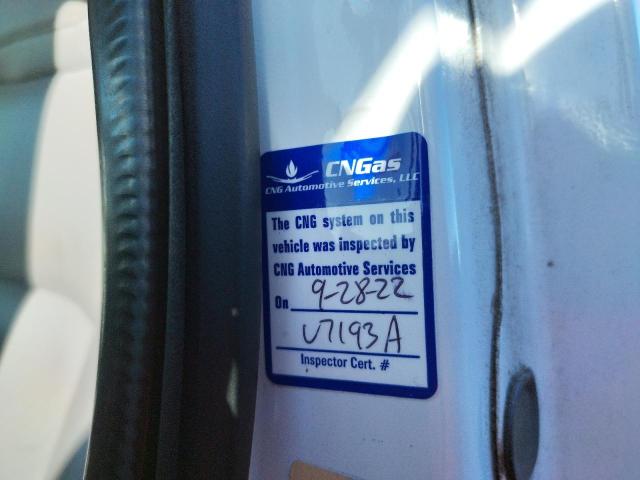 CNGas
CNG Automotive Services, LLC
The CNG system on this
vehicle was inspected by
CNG Automotive Services
On 9-28-22
V7193A
Inspector Cert. #